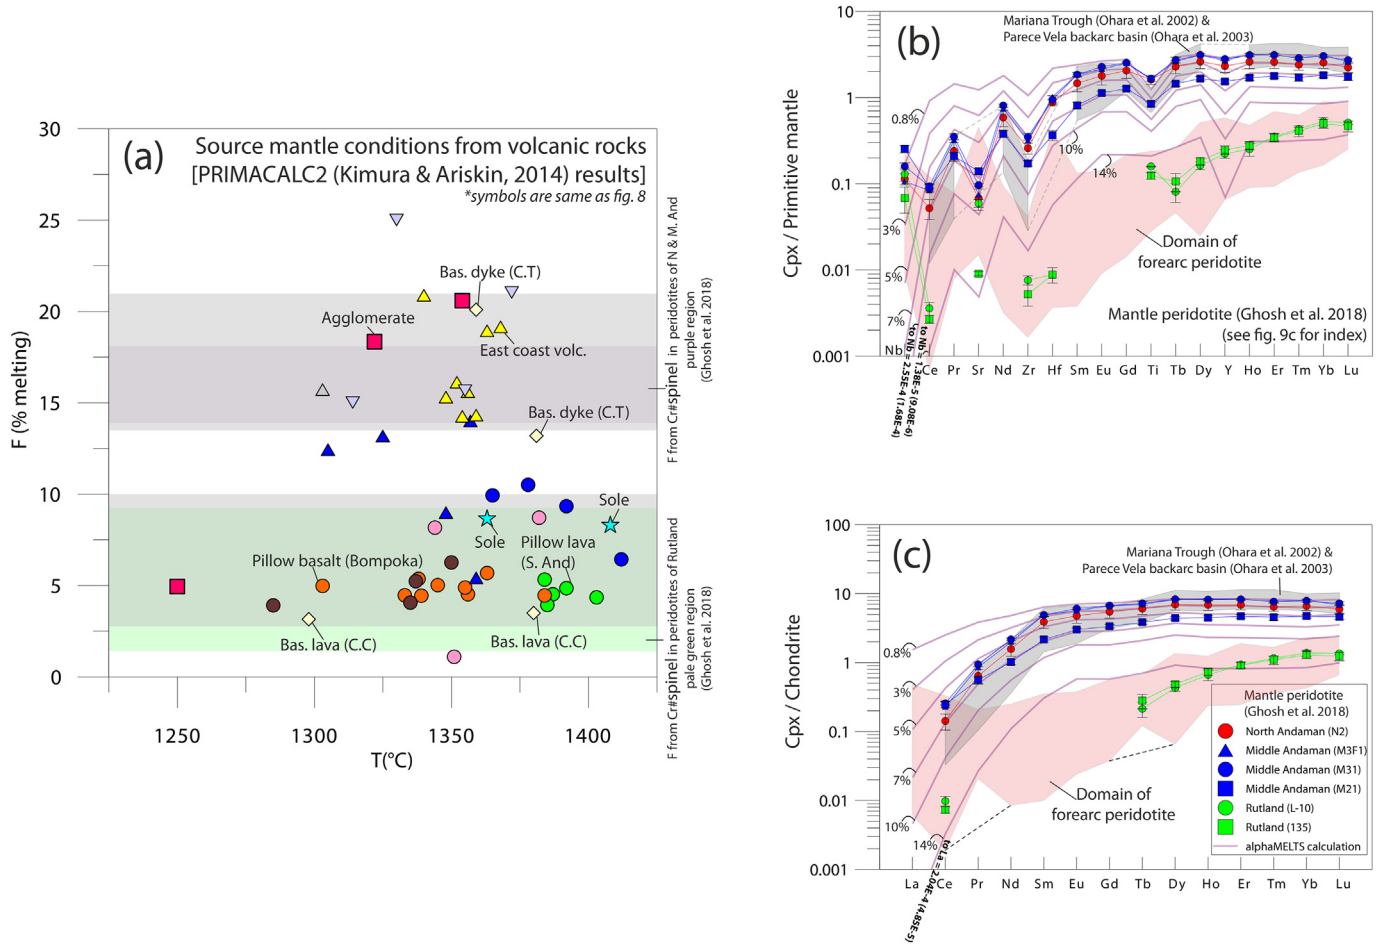 (a)
Source mantle conditions from volcanic rocks
[PRIMACALC2 (Kimura & Ariskin, 2014) results]
*symbols are same as fig. 8
30
25
20
15
10
5
0
F (% melting)
1250
1300
1350
1400
T(°C)
Bas. dyke (C.T)
Agglomerate
East coast volc.
Bas. dyke (C.T)
Sole
Sole
Pillow lava
(S. And)
Pillow basalt (Bompoka)
Bas. lava (C.C)
Bas. lava (C.C)
F from Cr#spinel in peridotites of N & M. And
purple region
(Ghosh et al. 2018)
F from Cr#spinel in peridotites of Rutland
pale green region
(Ghosh et al. 2018)
(b)
Mariana Trough (Ohara et al. 2002) &
Parece Vela backarc basin (Ohara et al. 2003)
10
1
0.1
0.01
0.001
Cpx / Primitive mantle
0.8%
3%
5%
7%
10%
14%
Domain of
forearc peridotite
Mantle peridotite (Ghosh et al. 2018)
(see fig. 9c for index)
Nb
Ce Pr Sr Nd Zr Hf Sm Eu Gd Ti Tb Dy Y Ho Er Tm Yb Lu
to Nb = 2.55E-4 (1.68E-4)
to Nb = 1.38E-5 (9.08E-6)
(c)
Mariana Trough (Ohara et al. 2002) &
Parece Vela backarc basin (Ohara et al. 2003)
100
10
1
0.1
0.01
0.001
Cpx / Chondrite
0.8%
3%
5%
7%
10%
14%
Domain of
forearc peridotite
to La = 2.04E-4 (4.85E-5)
La Ce Pr Nd Sm Eu Gd Tb Dy Ho Er Tm Yb Lu
Mantle peridotite
(Ghosh et al. 2018)
North Andaman (N2)
Middle Andaman (M3F1)
Middle Andaman (M31)
Middle Andaman (M21)
Rutland (L-10)
Rutland (135)
alphaMELTS calculation